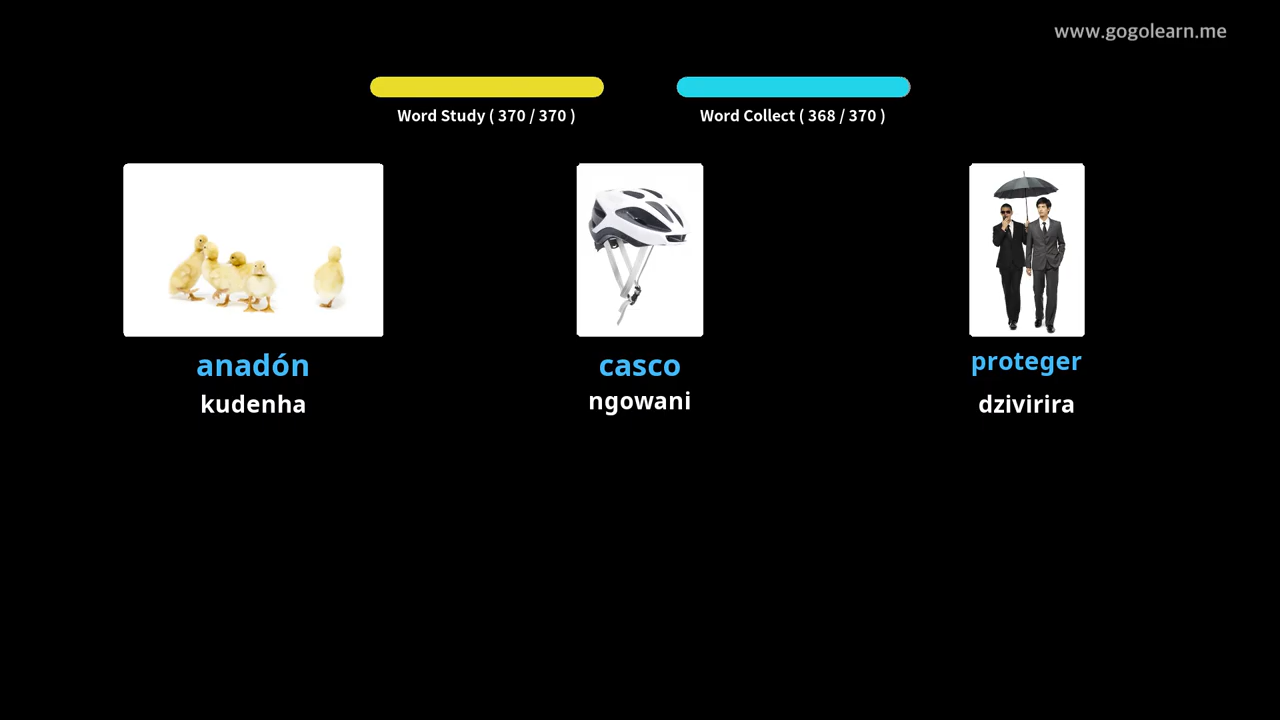 www.gogolearn.me
Word Study ( 370 / 370 )
Word Collect ( 368 / 370 )
anadón
kudenha
casco
ngowani
proteger
dzivirira